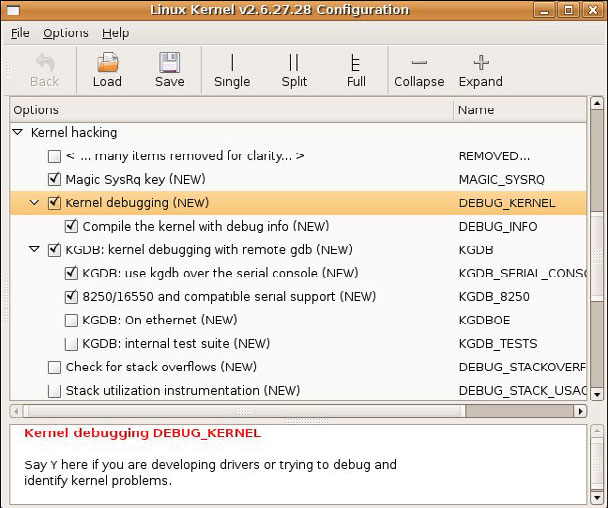 Linux Kernel v2.6.27.28 Configuration
File Options Help
Back Load Save Single Split Full Collapse Expand
Options Name
Kernel hacking
< ... many items removed for clarity... > REMOVED...
Magic SysRq key (NEW) MAGIC_SYSRQ
Kernel debugging (NEW) DEBUG_KERNEL
Compile the kernel with debug info (NEW) DEBUG_INFO
KGDB: kernel debugging with remote gdb (NEW) KGDB
KGDB: use kgdb over the serial console (NEW) KGDB_SERIAL_CONSO
8250/16550 and compatible serial support (NEW) KGDB_8250
KGDB: On ethernet (NEW) KGDBOE
KGDB: internal test suite (NEW) KGDB_TESTS
Check for stack overflows (NEW) DEBUG_STACKOVERF
Stack utilization instrumentation (NEW) DEBUG_STACK_USAG
Kernel debugging DEBUG_KERNEL
Say Y here if you are developing drivers or trying to debug and
identify kernel problems.